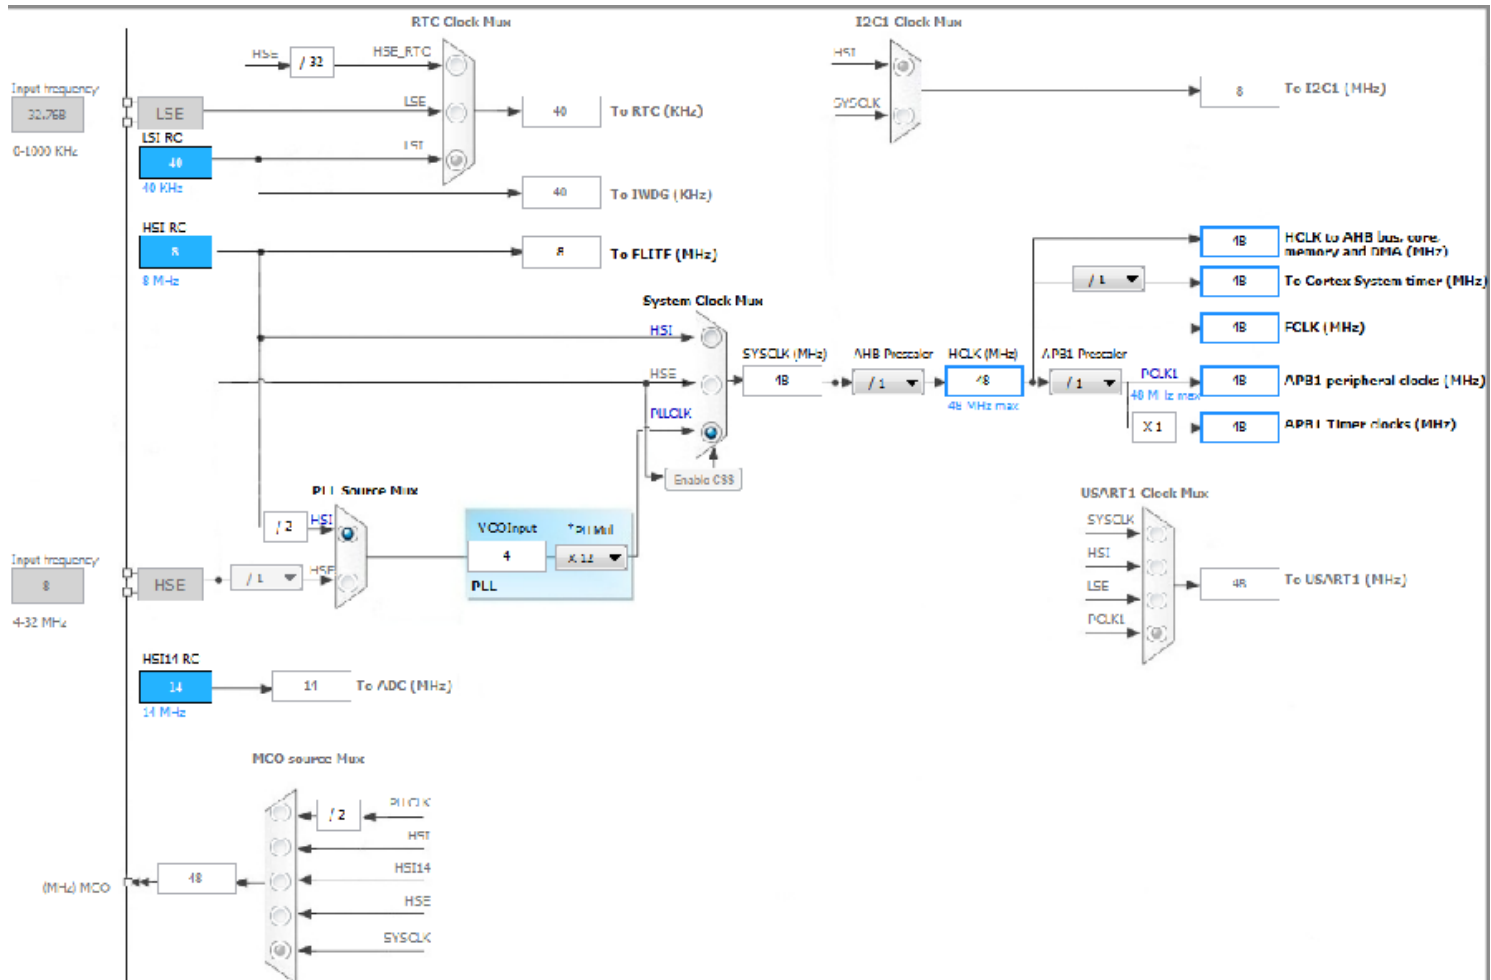 RTC Clock Mux
I2C1 Clock Mux
HSE
/ 32
HSE_RTC
HSI
Input frequency
32.768
LSE
LSE
40
To RTC (KHz)
SYSCLK
8
To I2C1 (MHz)
0-1000 KHz
LSI RC
40
40 KHz
LSI
40
To IWDG (KHz)
HSI RC
8
8 MHz
8
To FLITF (MHz)
48
HCLK to AHB bus, core,
memory and DMA (MHz)
/ 1
48
To Cortex System timer (MHz)
System Clock Mux
HSI
48
FCLK (MHz)
SYSCLK (MHz)
AHB Prescaler
HCLK (MHz)
APB1 Prescaler
HSE
48
/ 1
48
48 MHz max
/ 1
PCLK1
48 MHz max
48
APB1 peripheral clocks (MHz)
PLLCLK
X 1
48
APB1 Timer clocks (MHz)
Enable CSS
PLL Source Mux
/ 2
HSI
VCOInput
*PLLMul
4
X 12
PLL
USART1 Clock Mux
SYSCLK
HSI
LSE
PCLK1
48
To USART1 (MHz)
Input frequency
8
HSE
/ 1
HSE
4-32 MHz
HSI14 RC
14
14 MHz
14
To ADC (MHz)
MCO source Mux
/ 2
PLLCLK
HSI
HSI14
HSE
SYSCLK
(MHz) MCO
48